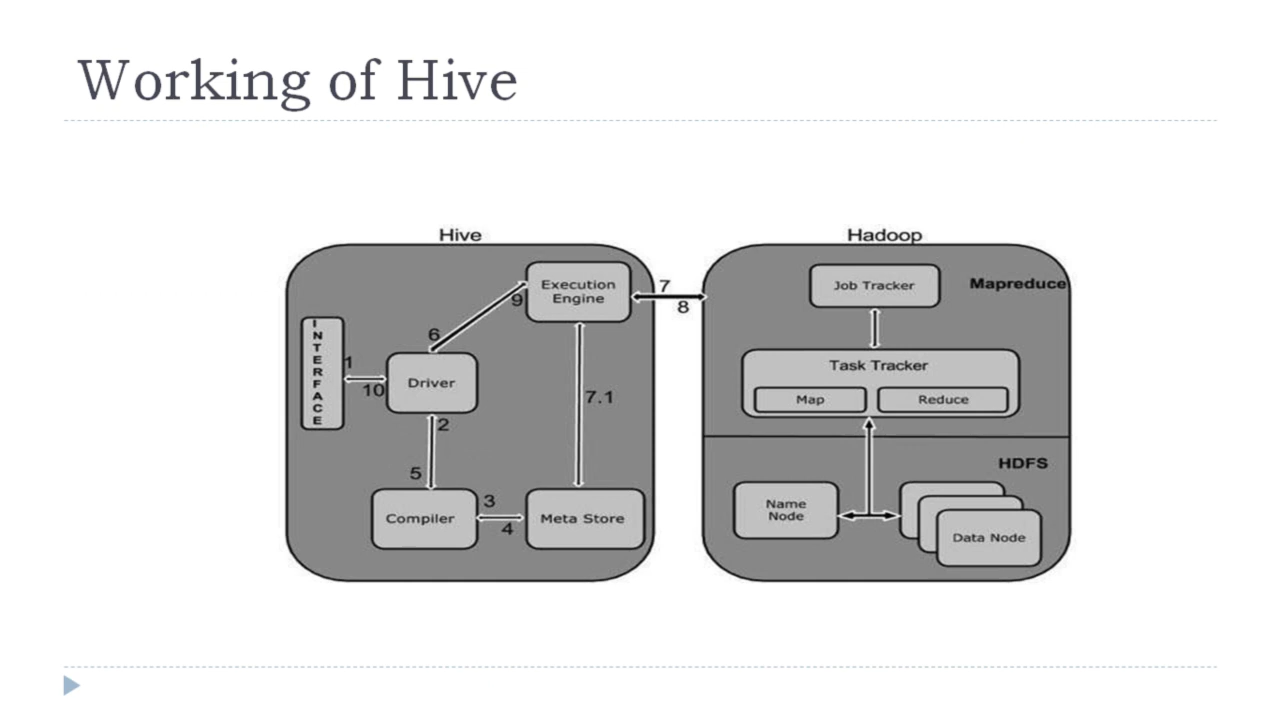 Working of Hive
Hive
Hadoop
Execution
Engine
9
7
8
6
I
N
T
E
R
F
A
C
E
1
10
Driver
2
5
7.1
Compiler
3
4
Meta Store
Job Tracker
Mapreduce
Task Tracker
Map
Reduce
HDFS
Name
Node
Data Node